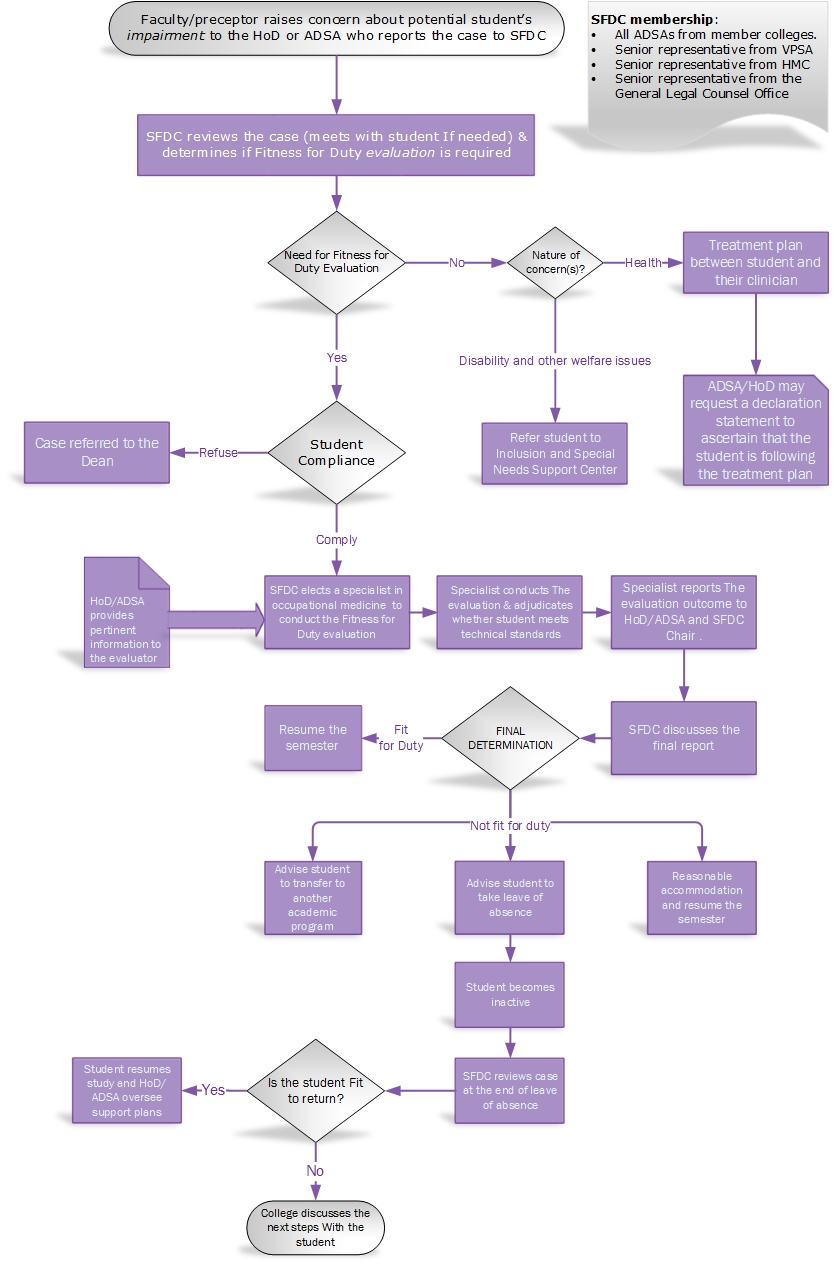 Faculty/preceptor raises concern about potential student's
impairment to the HoD or ADSA who reports the case to SFDC
SFDC membership:
• All ADSAs from member colleges.
• Senior representative from VPSA
• Senior representative from HMC
• Senior representative from the
General Legal Counsel Office
SFDC reviews the case (meets with student If needed) &
determines if Fitness for Duty evaluation is required
Need for Fitness for
Duty Evaluation
No
Nature of
concern(s)?
Health
Treatment plan
between student and
their clinician
Yes
Disability and other welfare issues
ADSA/HoD may
request a declaration
statement to
ascertain that the
student is following
the treatment plan
Case referred to the
Dean
Refuse
Student
Compliance
Refer student to
Inclusion and Special
Needs Support Center
Comply
HoD/ADSA
provides
pertinent
information to
the evaluator
SFDC elects a specialist in
occupational medicine to
conduct the Fitness for
Duty evaluation
Specialist conducts The
evaluation & adjudicates
whether student meets
technical standards
Specialist reports The
evaluation outcome to
HoD/ADSA and SFDC
Chair .
Resume the
semester
Fit
for Duty
FINAL
DETERMINATION
SFDC discusses the
final report
Not fit for duty
Advise student
to transfer to
another
academic
program
Advise student to
take leave of
absence
Reasonable
accommodation
and resume the
semester
Student becomes
inactive
Student resumes
study and HoD/
ADSA oversee
support plans
Yes
Is the student Fit
to return?
SFDC reviews case
at the end of leave
of absence
No
College discusses the
next steps With the
student